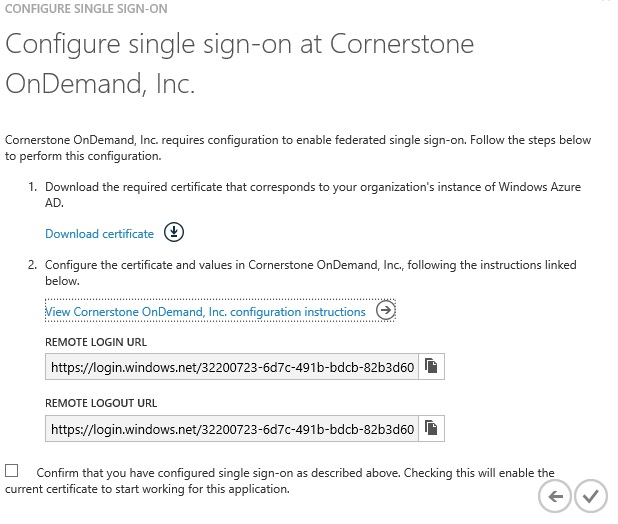 CONFIGURE SINGLE SIGN-ON
Configure single sign-on at Cornerstone
OnDemand, Inc.
Cornerstone OnDemand, Inc. requires configuration to enable federated single sign-on. Follow the steps below
to perform this configuration.
1. Download the required certificate that corresponds to your organization's instance of Windows Azure
AD.
Download certificate
2. Configure the certificate and values in Cornerstone OnDemand, Inc., following the instructions linked
below.
View Cornerstone OnDemand, Inc. configuration instructions
REMOTE LOGIN URL
https://login.windows.net/32200723-6d7c-491b-bdcb-82b3d60
REMOTE LOGOUT URL
https://login.windows.net/32200723-6d7c-491b-bdcb-82b3d60
Confirm that you have configured single sign-on as described above. Checking this will enable the
current certificate to start working for this application.